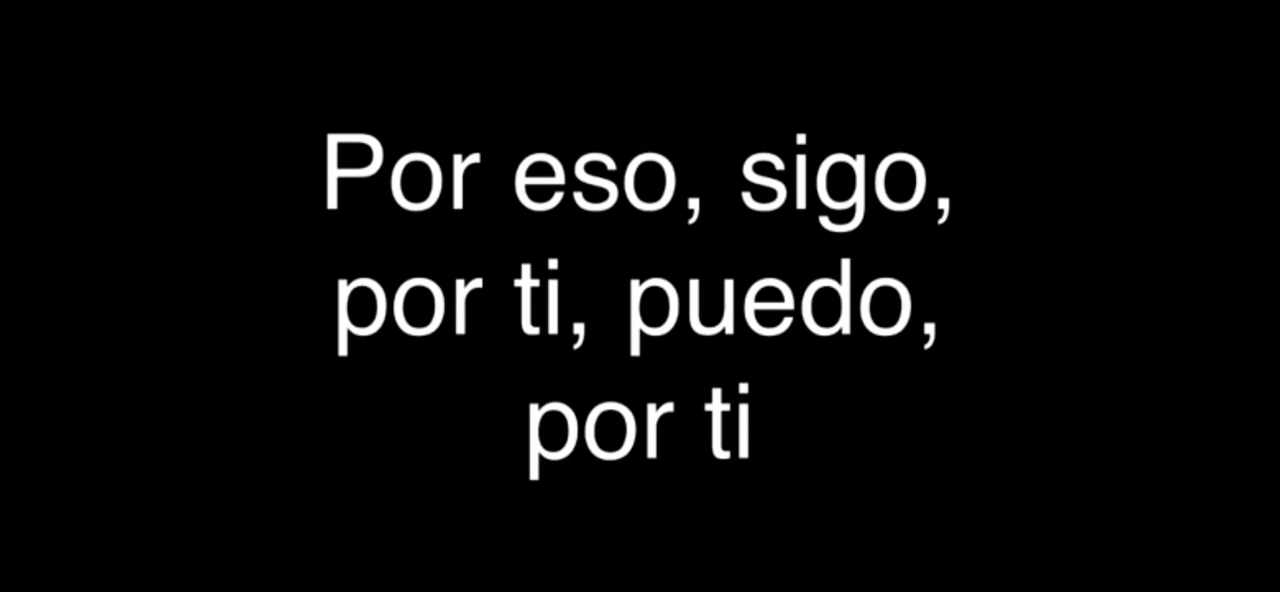 Por eso, sigo,
por ti, puedo,
por ti